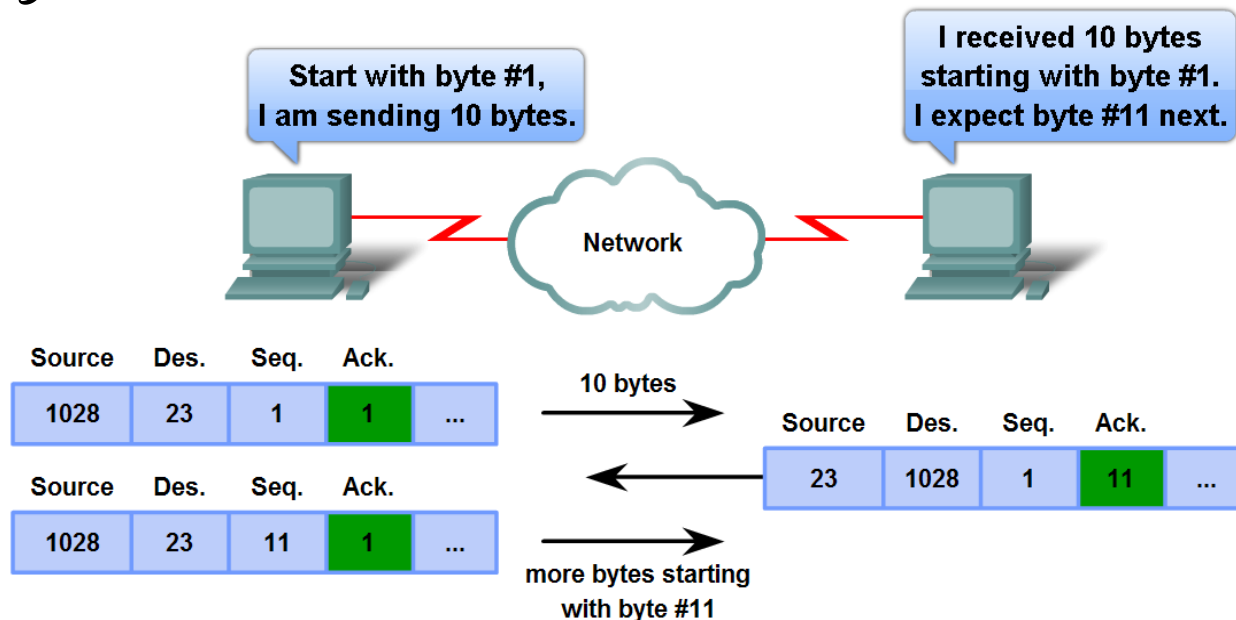 Start with byte #1,
I am sending 10 bytes.
I received 10 bytes
starting with byte #1.
I expect byte #11 next.
Network
Source Des. Seq. Ack.
1028 23 1 1 ...
10 bytes
Source Des. Seq. Ack.
23 1028 1 11 ...
Source Des. Seq. Ack.
1028 23 11 1 ...
more bytes starting
with byte #11